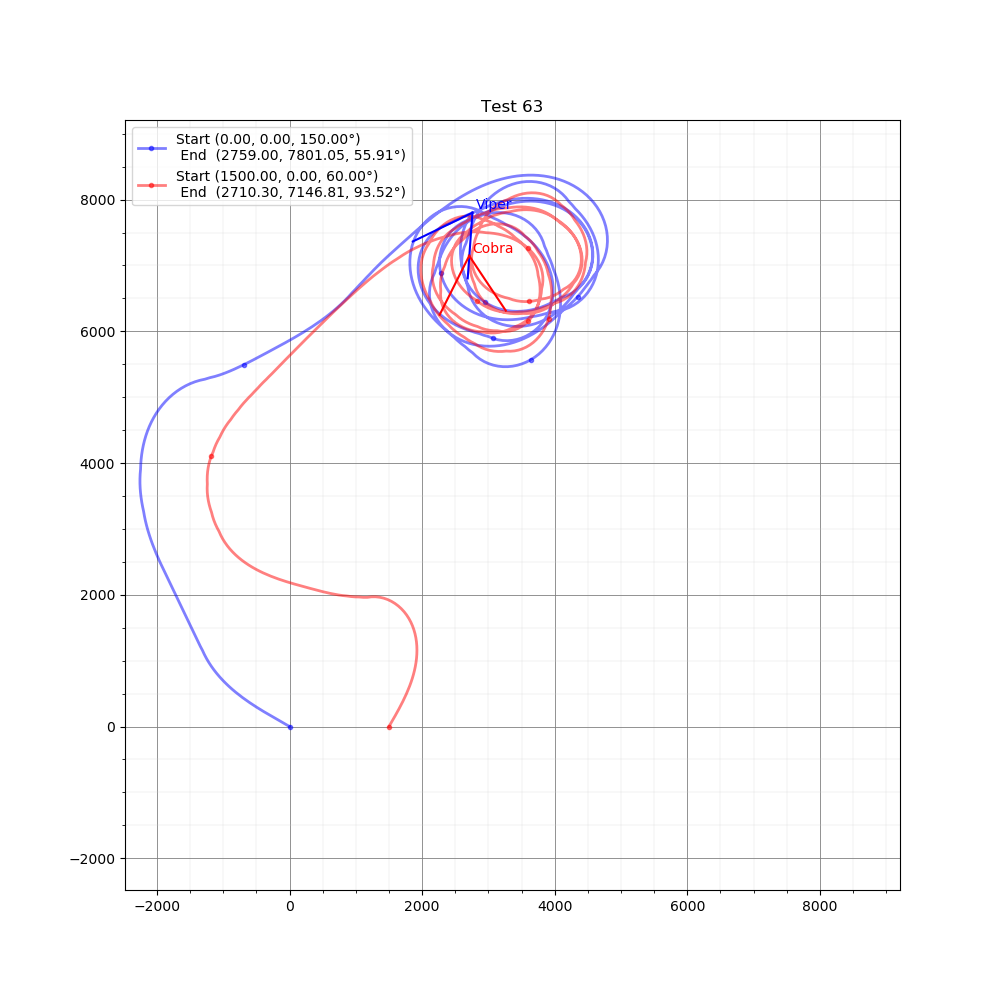 Test 63
Start (0.00, 0.00, 150.00°)
End (2759.00, 7801.05, 55.91°)
Start (1500.00, 0.00, 60.00°)
End (2710.30, 7146.81, 93.52°)
Viper
Cobra
8000
6000
4000
2000
0
−2000
−2000 0 2000 4000 6000 8000